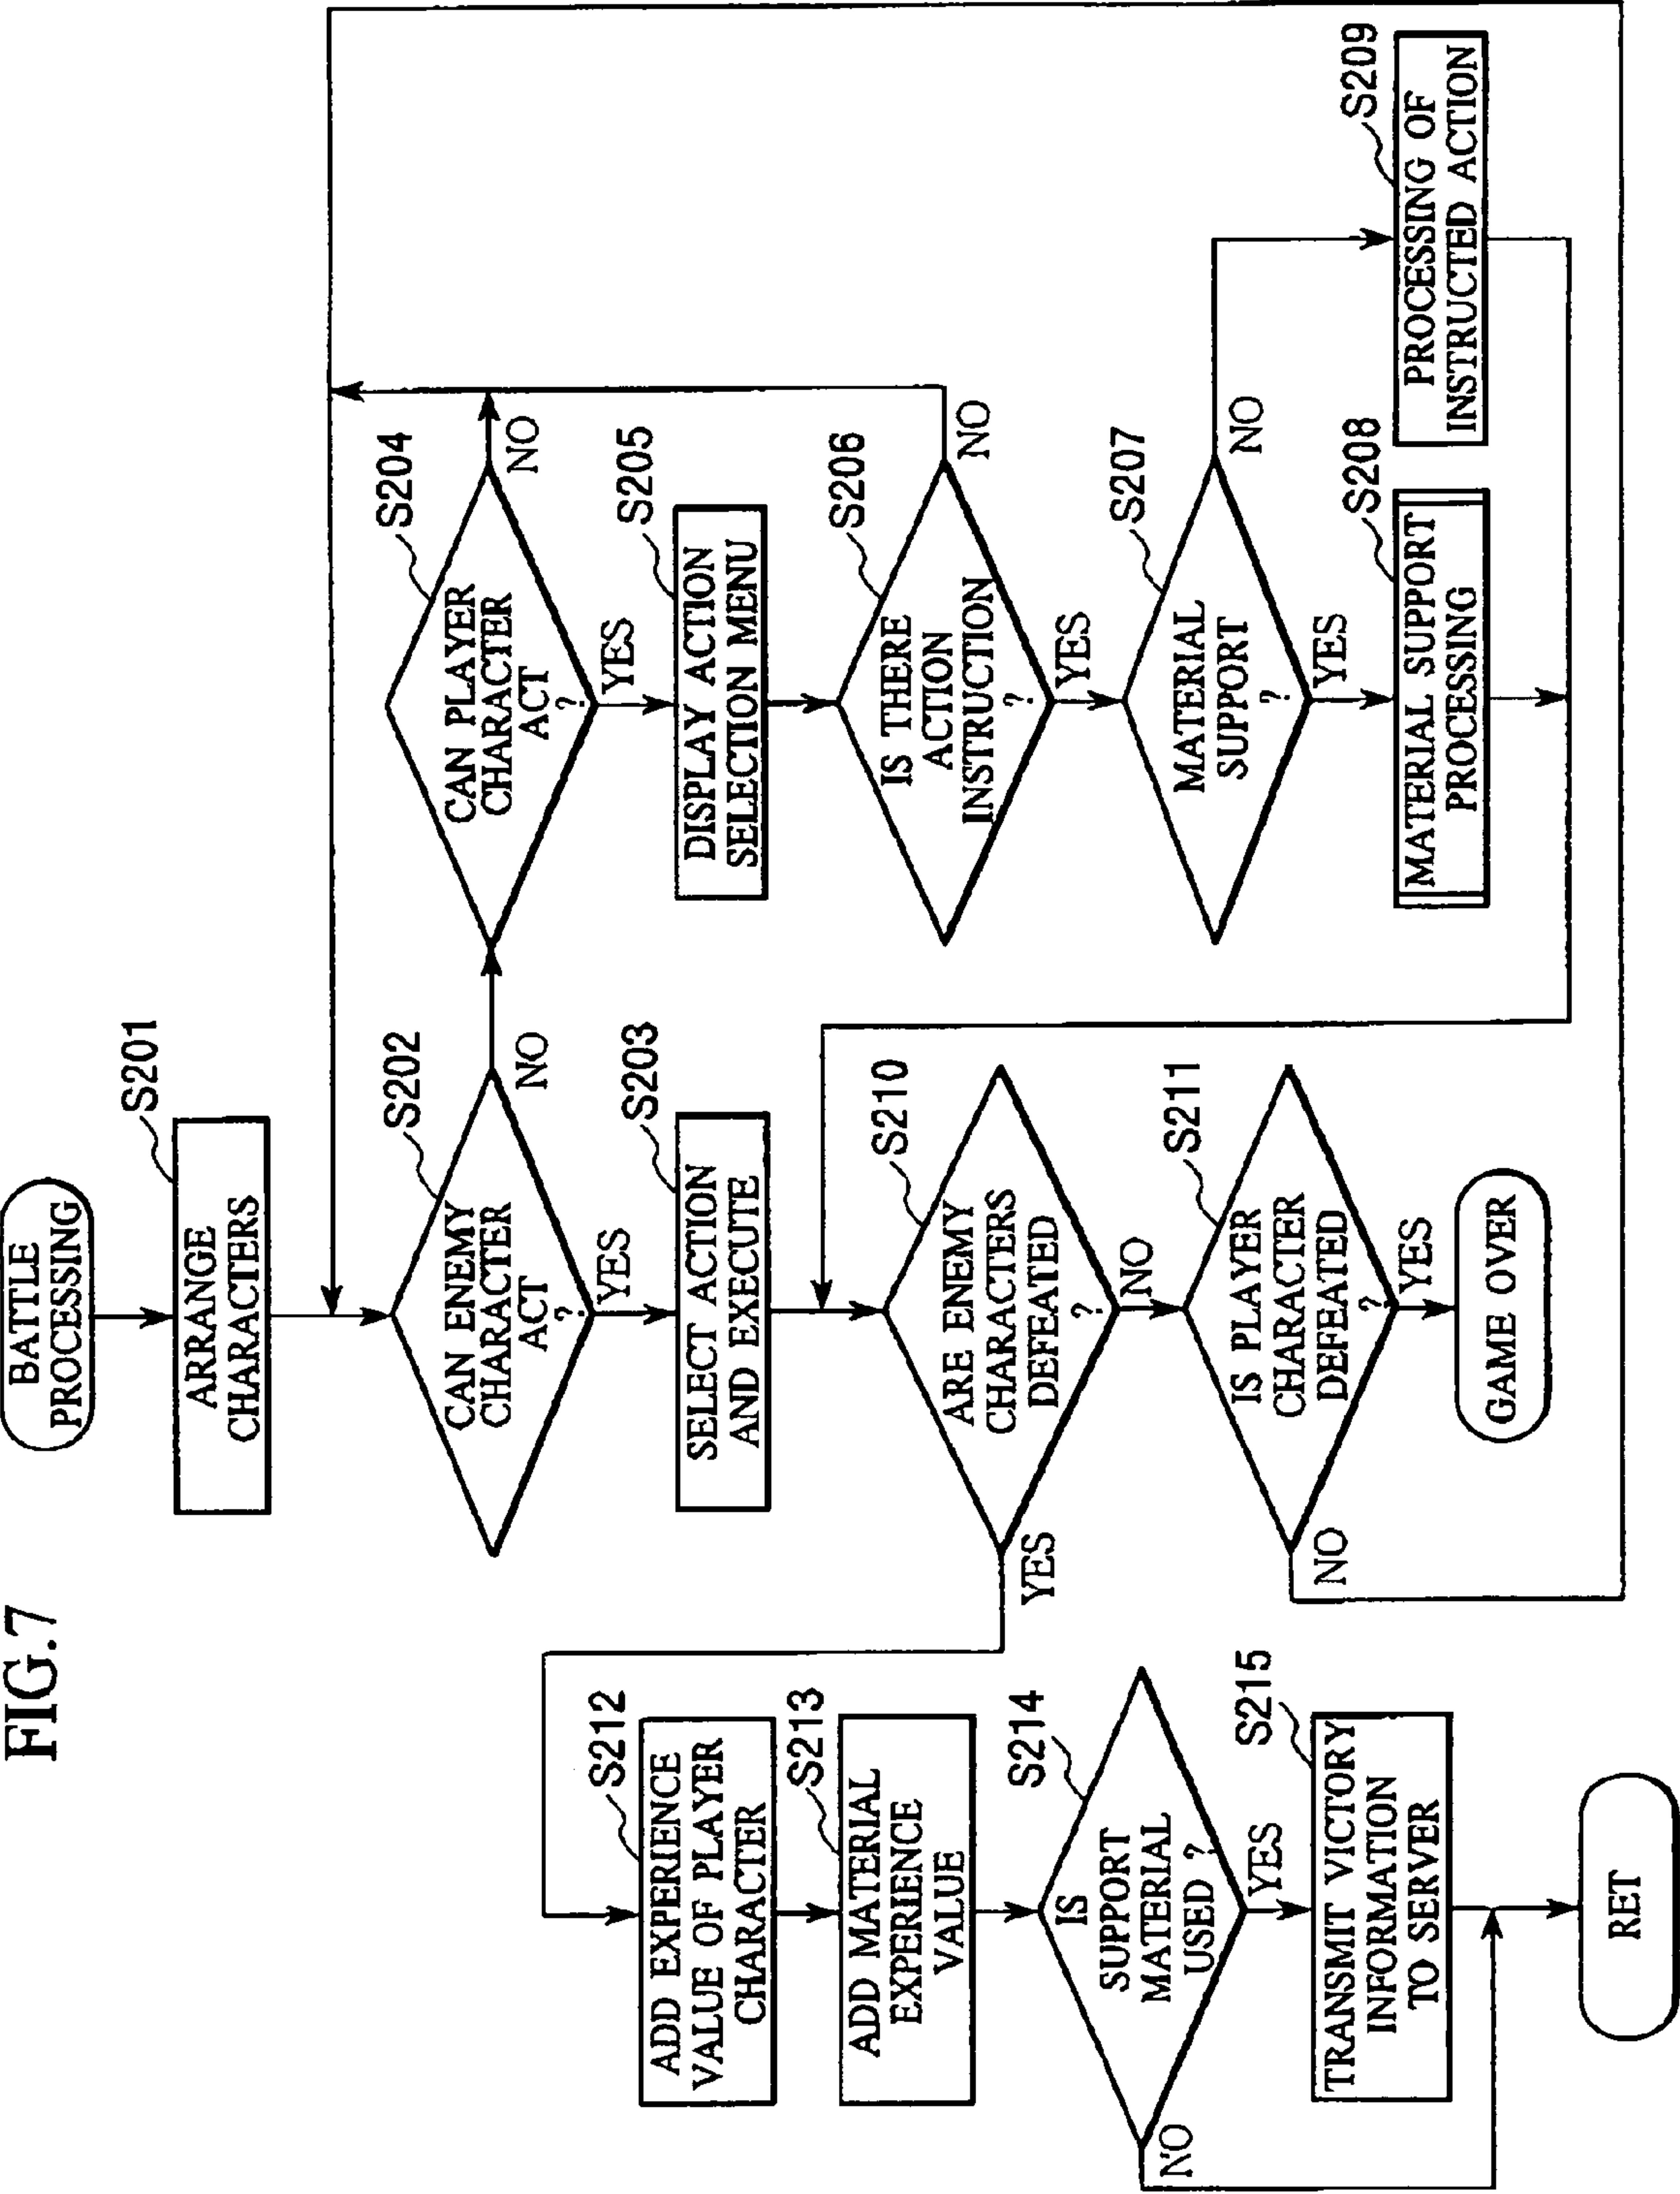 FIG.7
BATTLE
PROCESSING
S201
ARRANGE
CHARACTERS
S202
CAN ENEMY
CHARACTER
ACT
?
NO
YES
S203
SELECT ACTION
AND EXECUTE
S204
CAN PLAYER
CHARACTER
ACT
?
NO
YES
S205
DISPLAY ACTION
SELECTION MENU
S206
IS THERE
ACTION
INSTRUCTION
?
NO
YES
S207
MATERIAL
SUPPORT
?
NO
YES
S208
MATERIAL SUPPORT
PROCESSING
S209
PROCESSING OF
INSTRUCTED ACTION
S210
ARE ENEMY
CHARACTERS
DEFEATED
?
YES
NO
S211
IS PLAYER
CHARACTER
DEFEATED
?
NO
YES
GAME OVER
S212
ADD EXPERIENCE
VALUE OF PLAYER
CHARACTER
S213
ADD MATERIAL
EXPERIENCE
VALUE
S214
IS
SUPPORT
MATERIAL
USED ?
NO
YES
S215
TRANSMIT VICTORY
INFORMATION
TO SERVER
RET